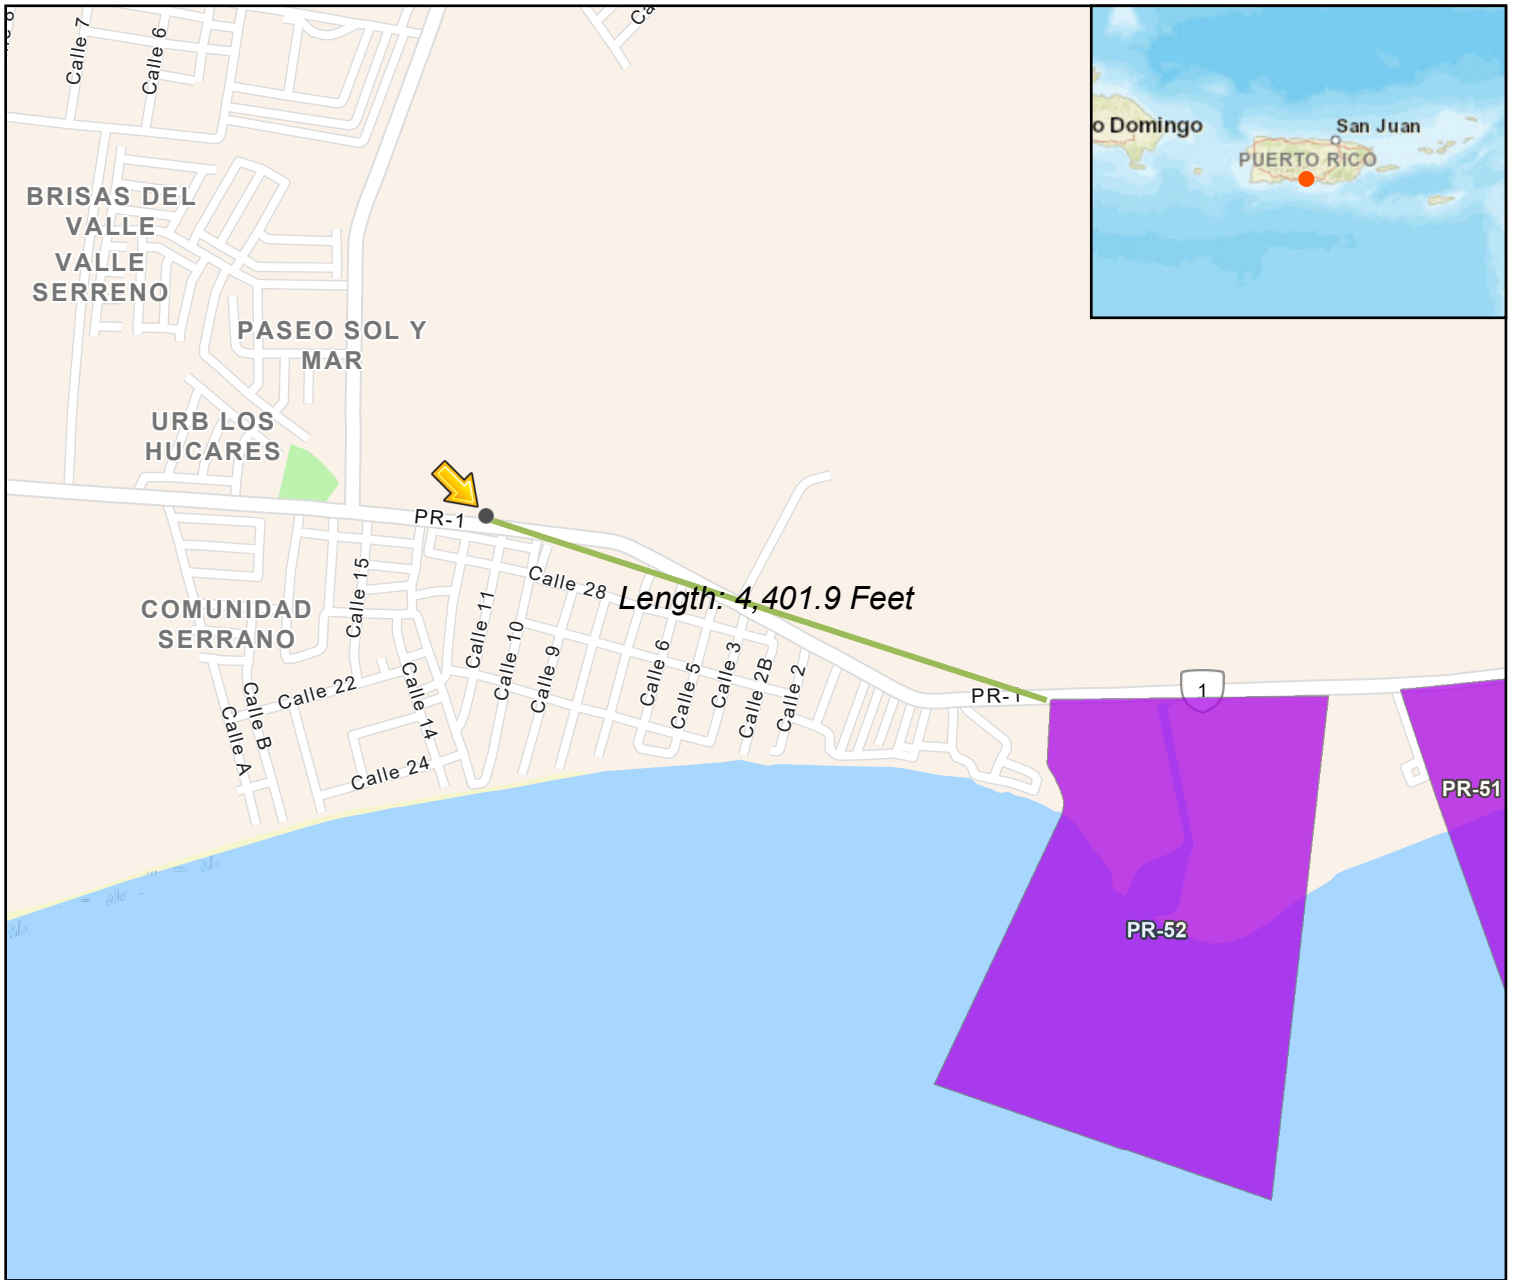 Calle 7
Calle 6
Ca
o Domingo
San Juan
PUERTO RICO
BRISAS DEL
VALLE
VALLE
SERRENO
PASEO SOL Y
MAR
URB LOS
HUCARES
PR-1
Calle 28
Length: 4,401.9 Feet
COMUNIDAD
SERRANO
Calle 15
Calle 11
Calle 10
Calle 9
Calle 6
Calle 5
Calle 3
Calle 2B
Calle 2
Calle 22
Calle 14
Calle B
Calle A
Calle 24
PR-1
1
PR-51
PR-52